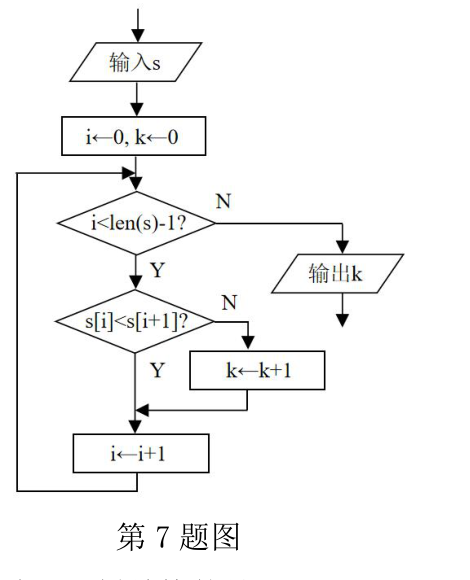 输入s
i←0, k←0
i<len(s)-1?
N
Y
输出k
s[i]<s[i+1]?
N
Y
k←k+1
i←i+1
第 7 题图